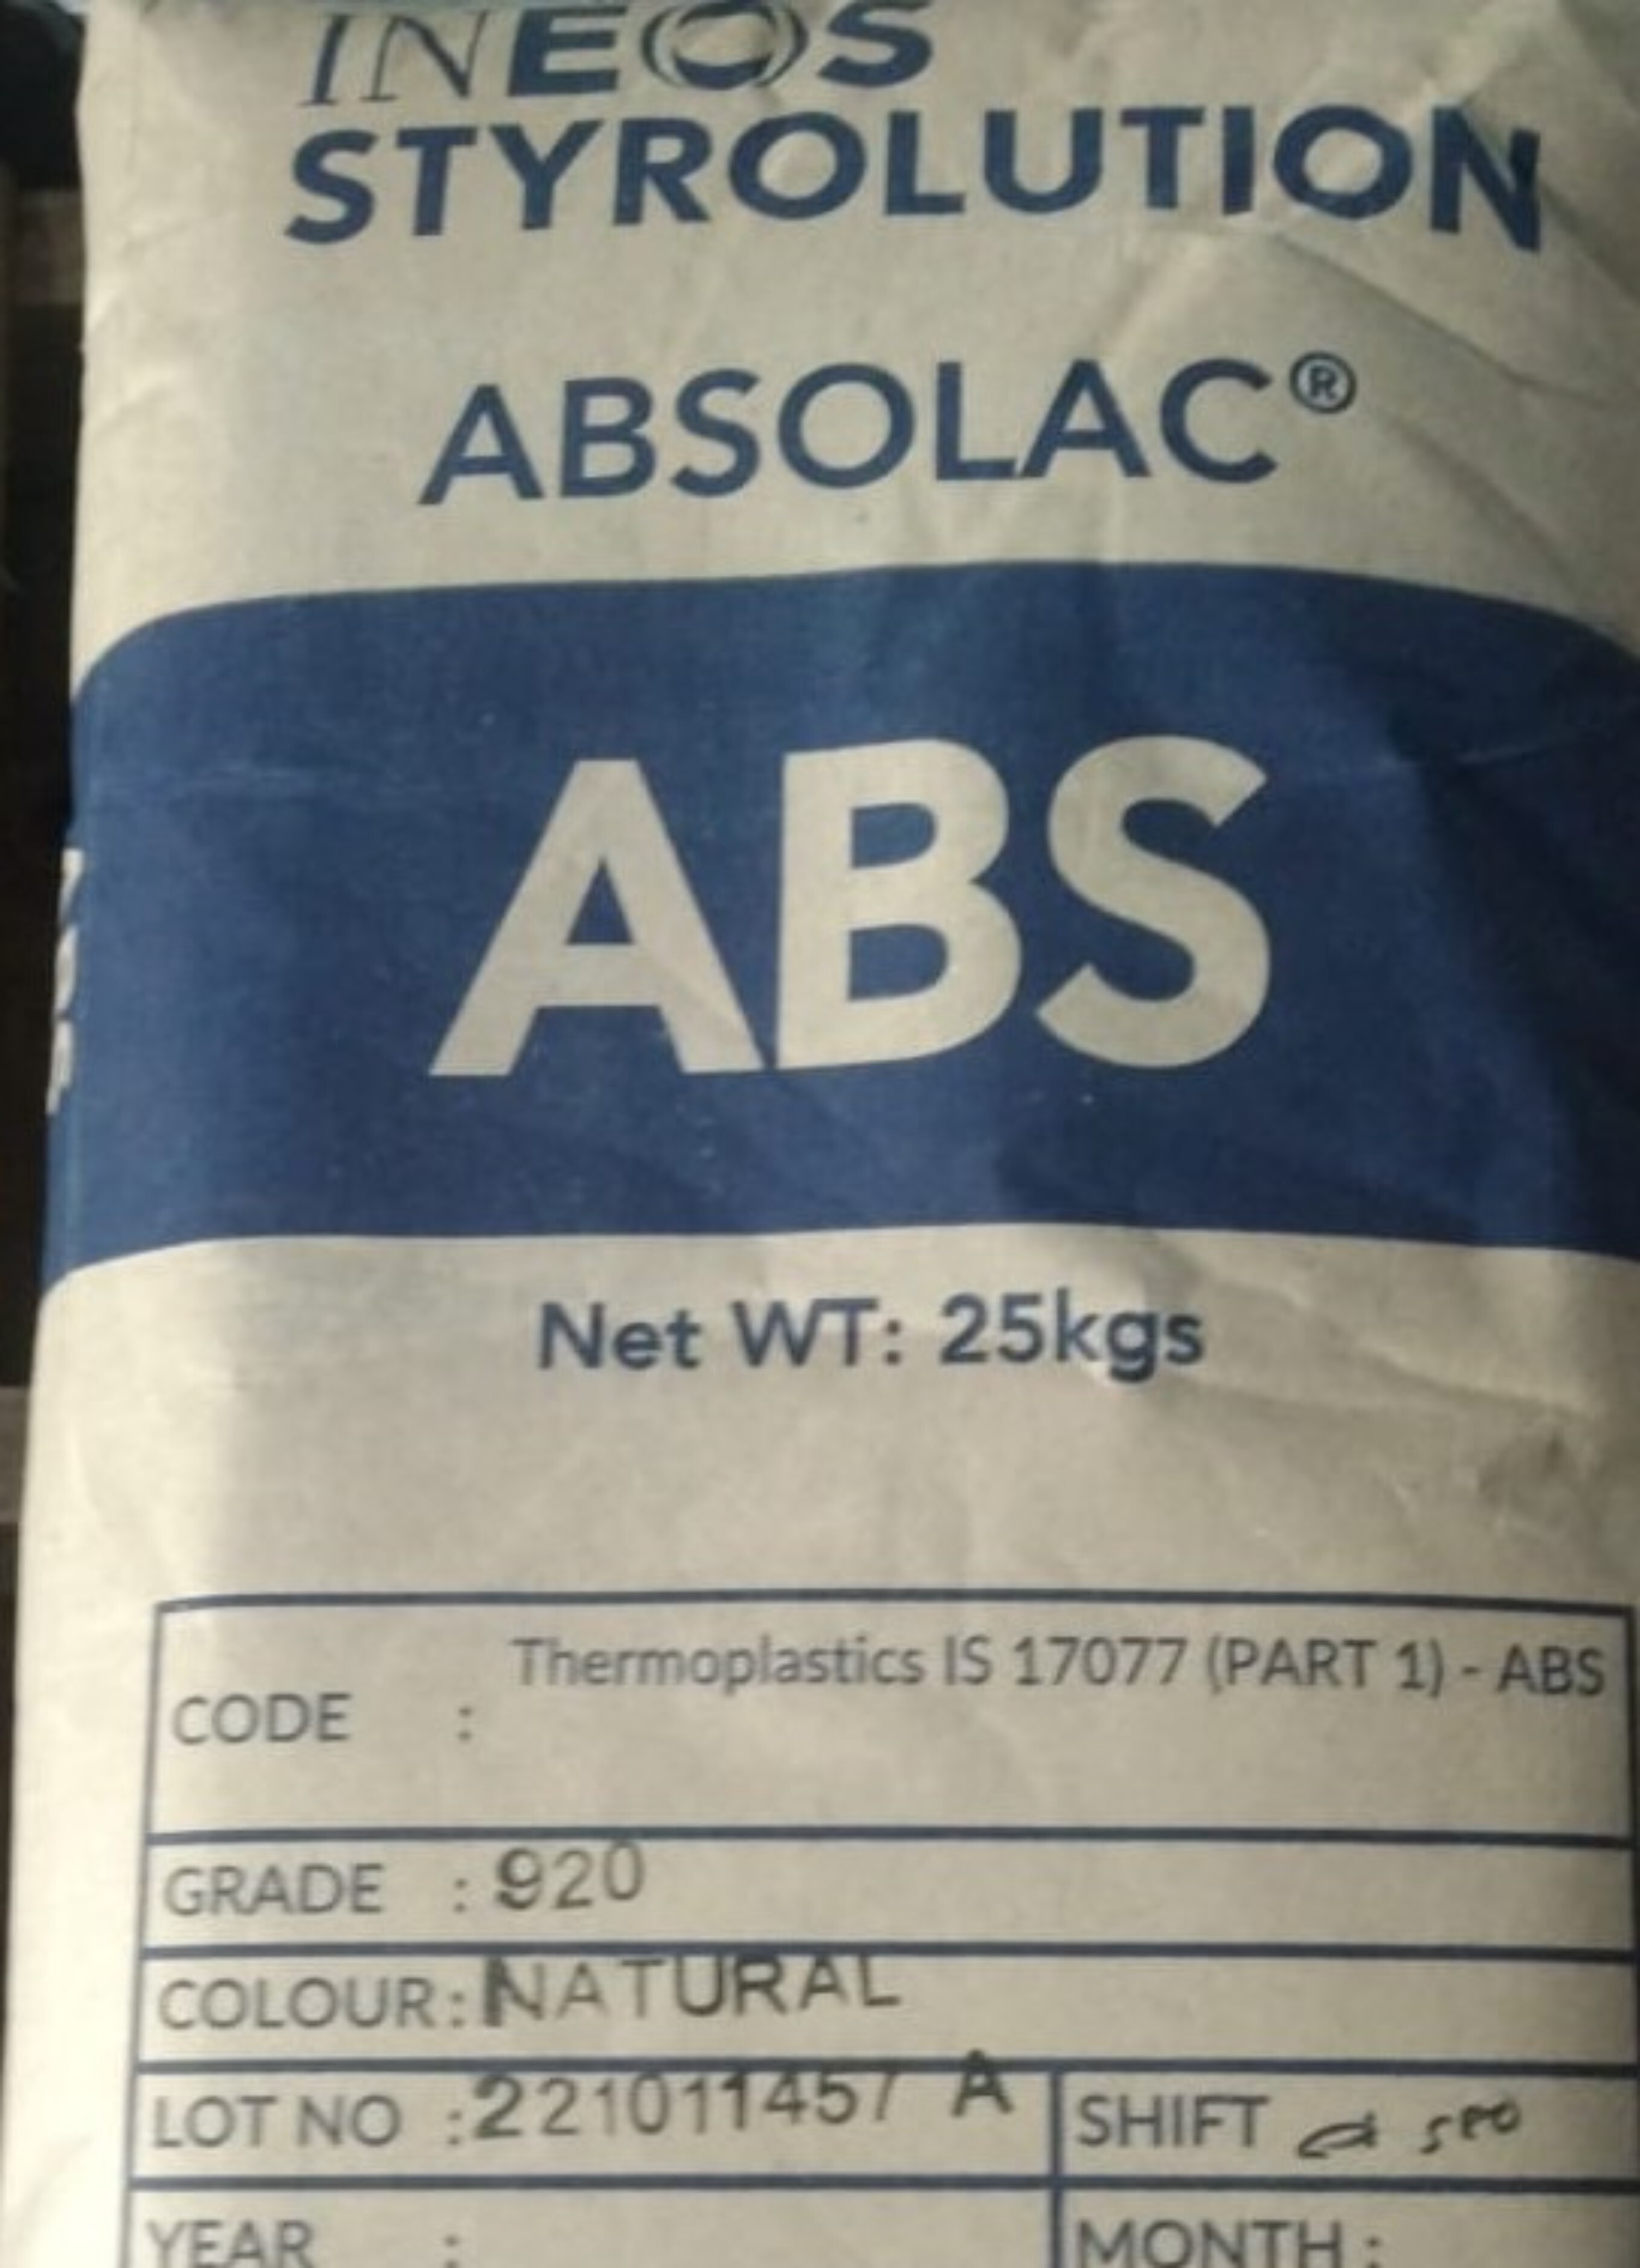 INEOS
STYROLUTION
ABSOLAC®
ABS
Net WT: 25kgs
CODE : Thermoplastics IS 17077 (PART 1) - ABS
GRADE : 920
COLOUR: NATURAL
LOT NO : 221011457 A SHIFT
YEAR : MONTH :